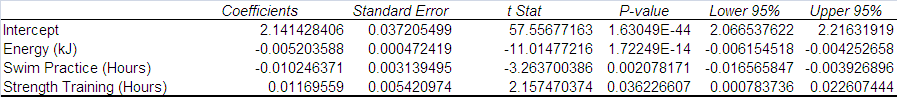 Coefficients Standard Error t Stat P-value Lower 95% Upper 95%
Intercept 2.141428406 0.037205499 57.55677163 1.63049E-44 2.066537622 2.21631919
Energy (kJ) -0.005203588 0.000472419 -11.01477216 1.72249E-14 -0.006154518 -0.004252658
Swim Practice (Hours) -0.010246371 0.003139495 -3.263700386 0.002078171 -0.016565847 -0.003926896
Strength Training (Hours) 0.01169559 0.005420974 2.157470374 0.036226607 0.000783736 0.022607444